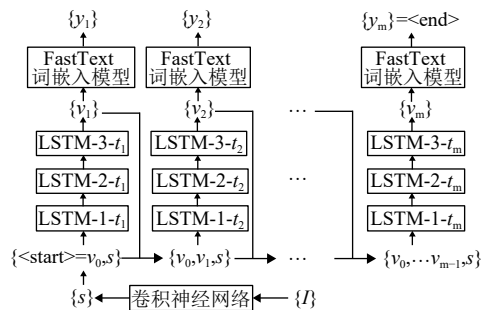 {y₁} {y₂} {yₘ}=<end>
FastText FastText FastText
词嵌入模型 词嵌入模型 词嵌入模型
{v₁} {v₂} ... {vₘ}
LSTM-3-t₁ LSTM-3-t₂ LSTM-3-tₘ
LSTM-2-t₁ LSTM-2-t₂ ... LSTM-2-tₘ
LSTM-1-t₁ LSTM-1-t₂ LSTM-1-tₘ
{<start>=v₀,s} {v₀,v₁,s} ... {v₀,…vₘ₋₁,s}
{s} 卷积神经网络 {I}